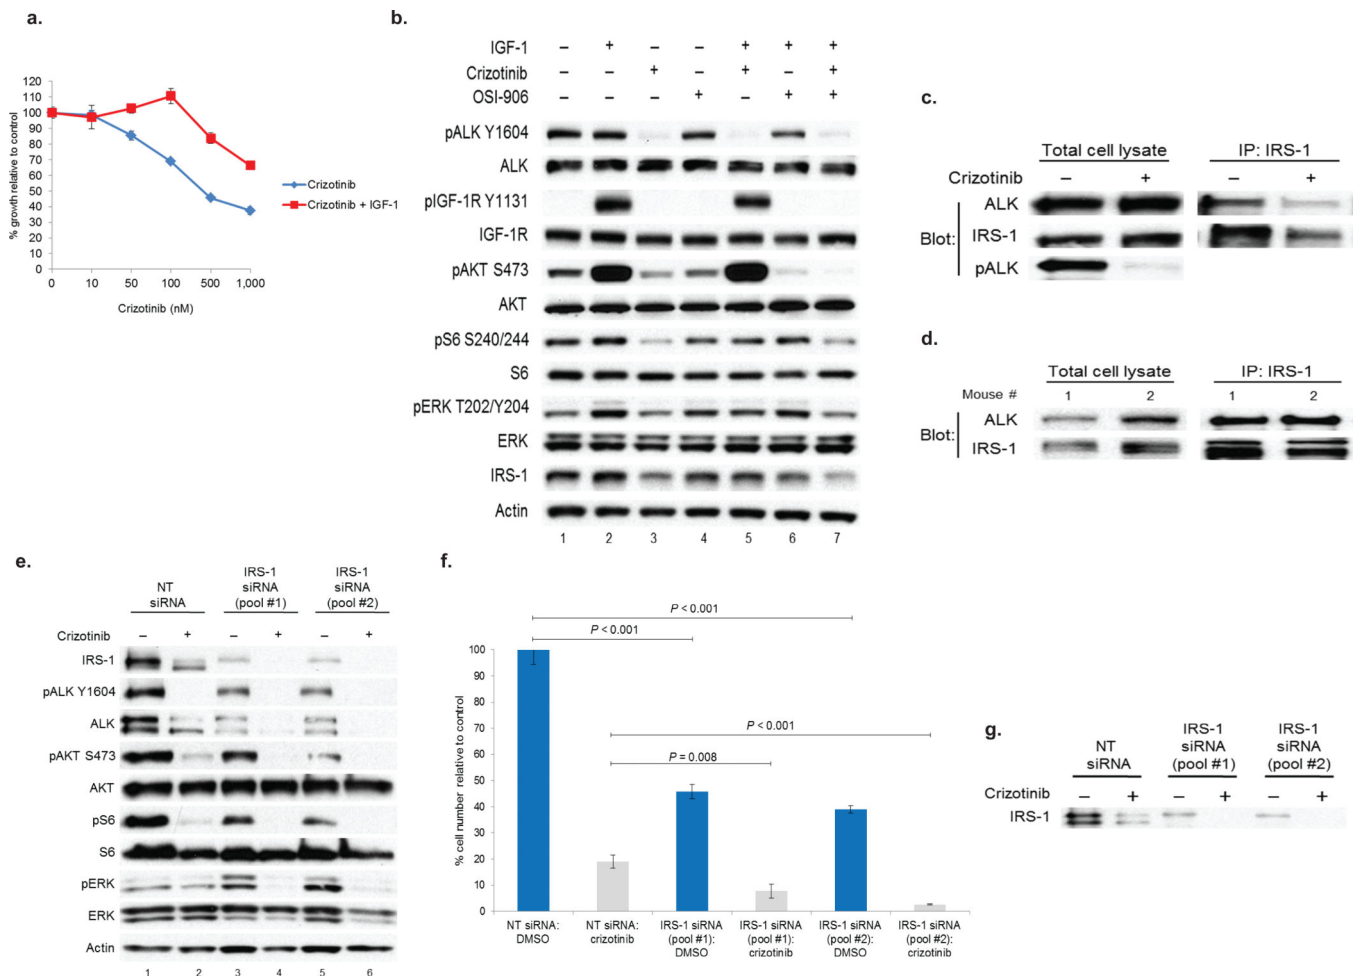 a.
120
110
100
90
80
70
60
50
40
30
20
10
0
% growth relative to control
0 10 50 100 500 1,000
Crizotinib (nM)
Crizotinib
Crizotinib + IGF-1
b.
IGF-1 – + – – + + +
Crizotinib – – + – + – +
OSI-906 – – – + – + +
pALK Y1604
ALK
pIGF-1R Y1131
IGF-1R
pAKT S473
AKT
pS6 S240/244
S6
pERK T202/Y204
ERK
IRS-1
Actin
1 2 3 4 5 6 7
c.
Total cell lysate IP: IRS-1
Crizotinib – + – +
Blot:
ALK
IRS-1
pALK
d.
Total cell lysate IP: IRS-1
Mouse # 1 2 1 2
Blot:
ALK
IRS-1
e.
NT
siRNA
IRS-1
siRNA
(pool #1)
IRS-1
siRNA
(pool #2)
Crizotinib – + – + – +
IRS-1
pALK Y1604
ALK
pAKT S473
AKT
pS6
S6
pERK
ERK
Actin
1 2 3 4 5 6
f.
P < 0.001
P < 0.001
P < 0.001
P = 0.008
100
90
80
70
60
50
40
30
20
10
0
% cell number relative to control
NT siRNA:
DMSO
NT siRNA:
crizotinib
IRS-1 siRNA
(pool #1):
DMSO
IRS-1 siRNA
(pool #1):
crizotinib
IRS-1 siRNA
(pool #2):
DMSO
IRS-1 siRNA
(pool #2):
crizotinib
g.
NT
siRNA
IRS-1
siRNA
(pool #1)
IRS-1
siRNA
(pool #2)
Crizotinib – + – + – +
IRS-1